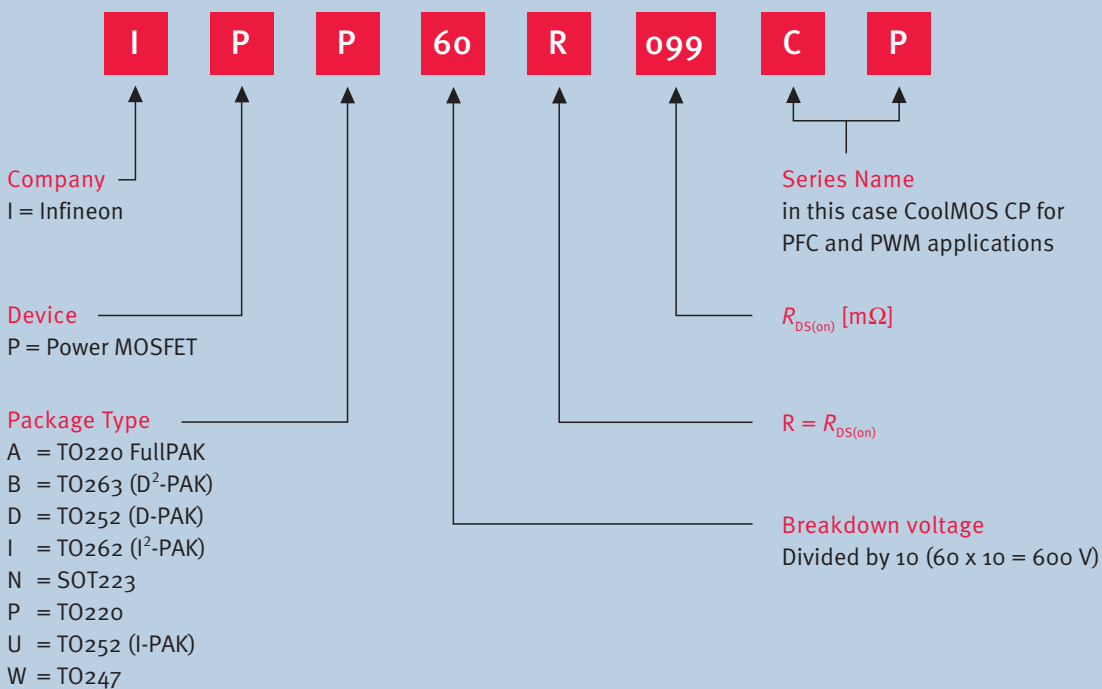 I P P 60 R 099 C P
Company
I = Infineon
Device
P = Power MOSFET
Package Type
A = TO220 FullPAK
B = TO263 (D²-PAK)
D = TO252 (D-PAK)
I = TO262 (I²-PAK)
N = SOT223
P = TO220
U = TO252 (I-PAK)
W = TO247
Series Name
in this case CoolMOS CP for
PFC and PWM applications
R_DS(on) [mΩ]
R = R_DS(on)
Breakdown voltage
Divided by 10 (60 x 10 = 600 V)